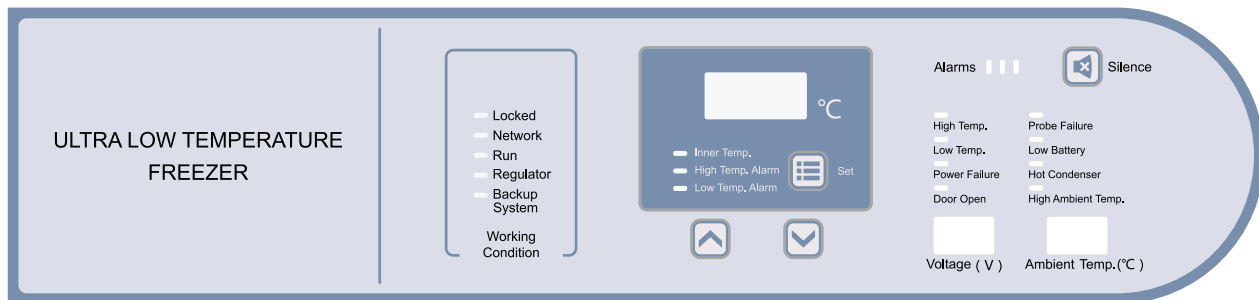 ULTRA LOW TEMPERATURE
FREEZER
Locked
Network
Run
Regulator
Backup
System
Working
Condition
℃
Inner Temp.
High Temp. Alarm
Low Temp. Alarm
Set
Alarms
Silence
High Temp.
Probe Failure
Low Temp.
Low Battery
Power Failure
Hot Condenser
Door Open
High Ambient Temp.
Voltage ( V )
Ambient Temp.(℃ )